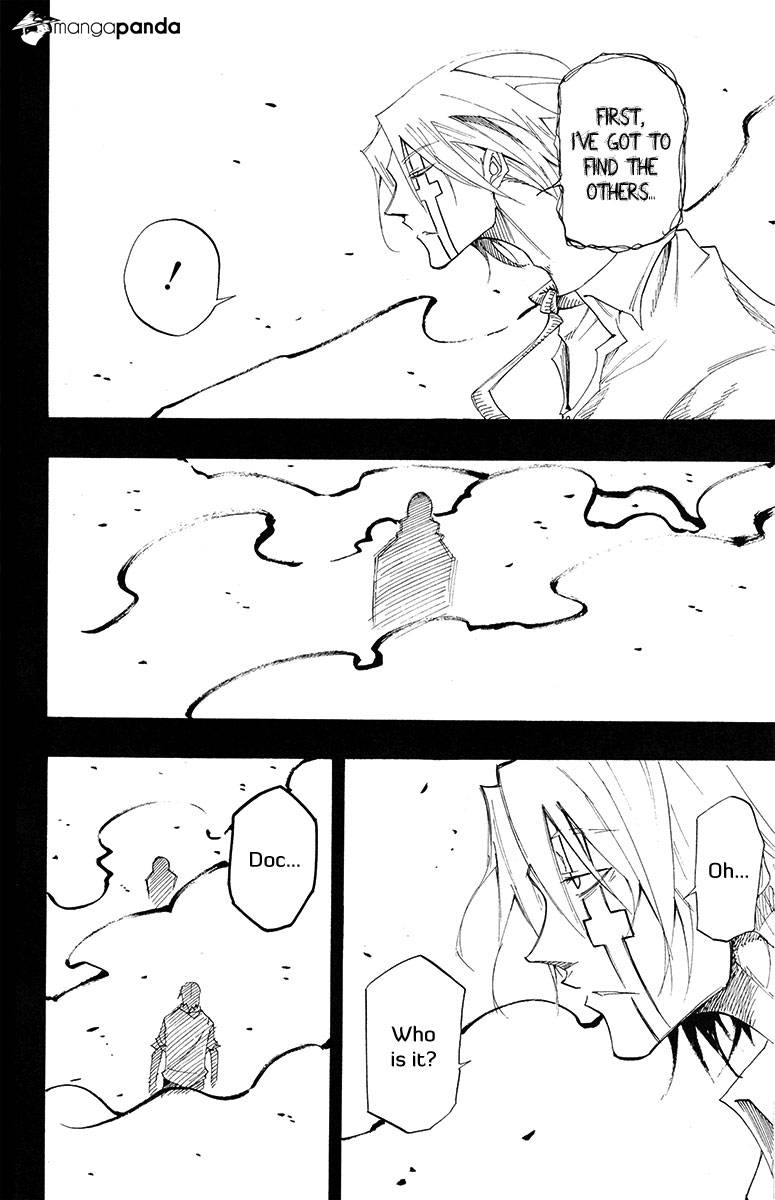 mangapanda
FIRST,
I'VE GOT TO
FIND THE
OTHERS...
!
Oh...
Who
is it?
Doc...